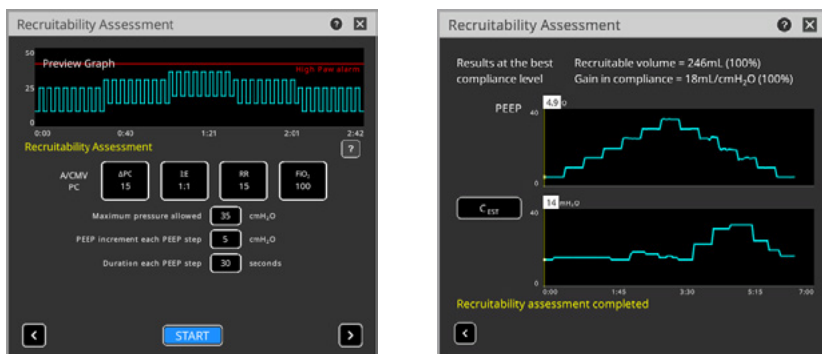 Recruitability Assessment
?
50
Preview Graph
High Paw alarm
25
0
0:00 0:40 1:21 2:01 2:42
Recruitability Assessment
?
A/CMV
PC
ΔPC
15
I:E
1:1
RR
15
FiO₂
100
Maximum pressure allowed 35 cmH₂O
PEEP increment each PEEP step 5 cmH₂O
Duration each PEEP step 30 seconds
< START >
Recruitability Assessment
?
Results at the best
compliance level
Recruitable volume = 246mL (100%)
Gain in compliance = 18mL/cmH₂O (100%)
PEEP
4.9
40
0
C EST
14 mH₂O
40
0
0:00 1:45 3:30 5:15 7:00
Recruitability assessment completed
<